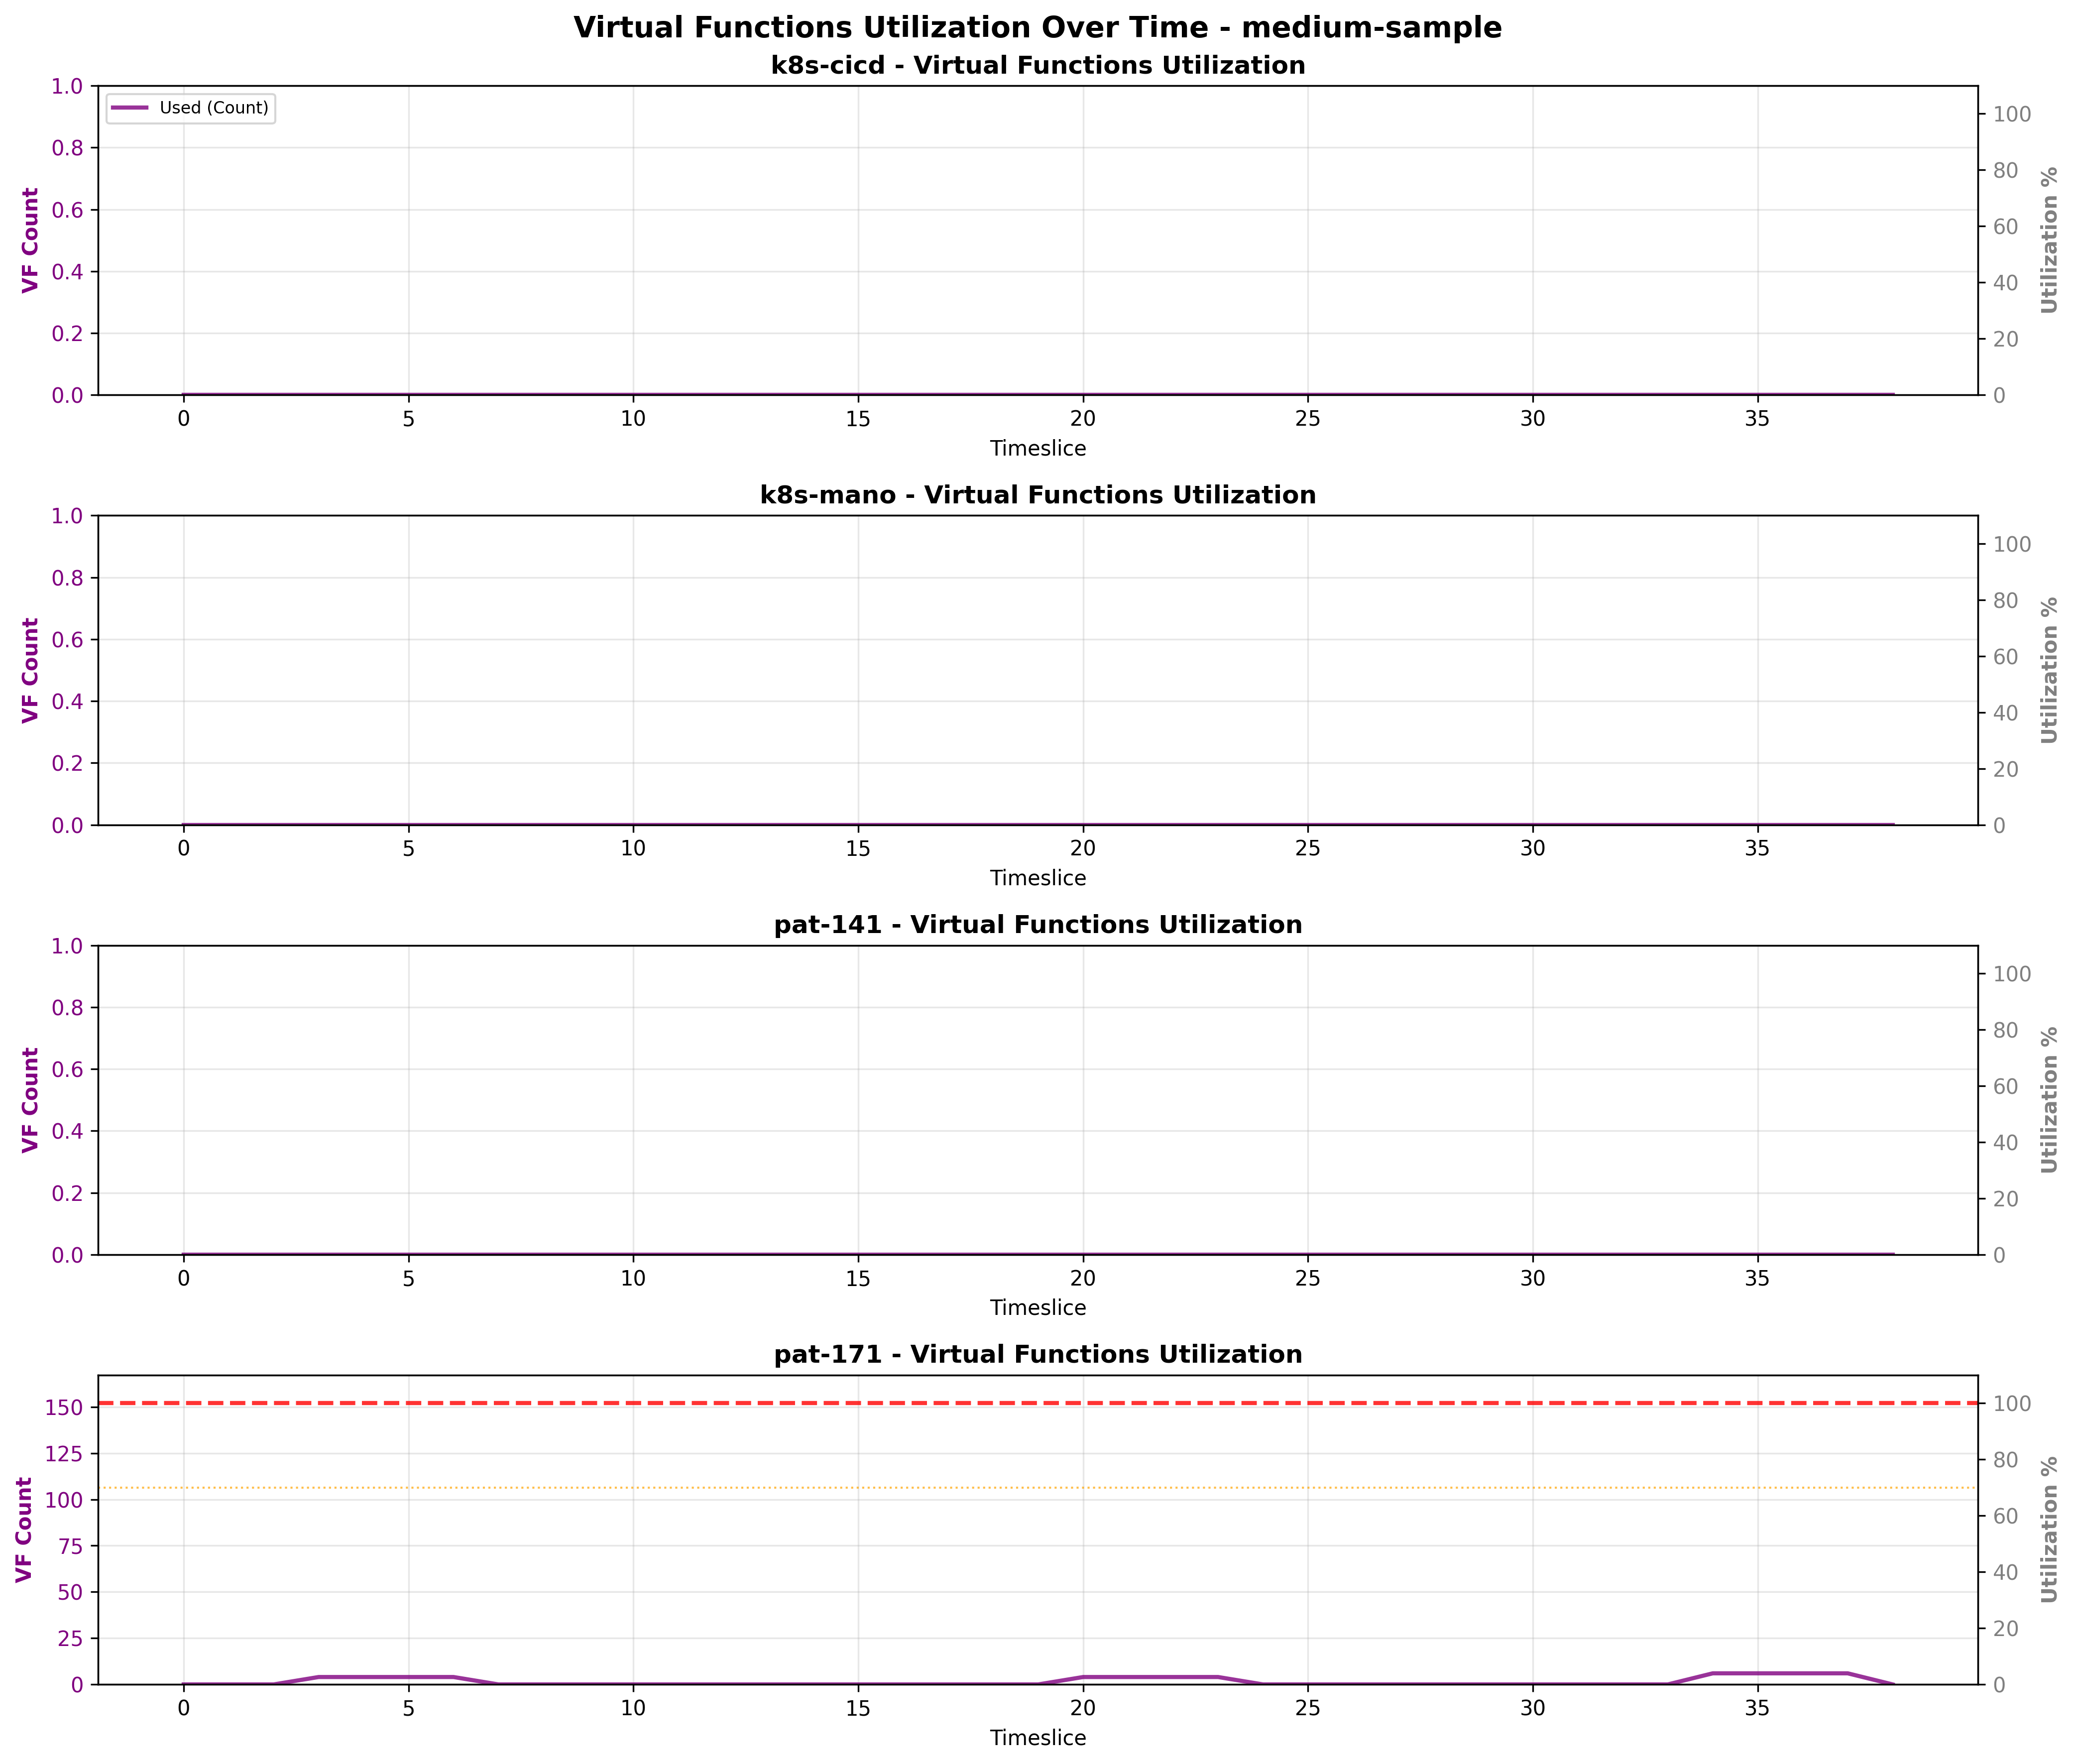 Virtual Functions Utilization Over Time - medium-sample
k8s-cicd - Virtual Functions Utilization
1.0
0.8
0.6
0.4
0.2
0.0
VF Count
Used (Count)
100
80
60
40
20
0
Utilization %
0 5 10 15 20 25 30 35
Timeslice
k8s-mano - Virtual Functions Utilization
1.0
0.8
0.6
0.4
0.2
0.0
VF Count
100
80
60
40
20
0
Utilization %
0 5 10 15 20 25 30 35
Timeslice
pat-141 - Virtual Functions Utilization
1.0
0.8
0.6
0.4
0.2
0.0
VF Count
100
80
60
40
20
0
Utilization %
0 5 10 15 20 25 30 35
Timeslice
pat-171 - Virtual Functions Utilization
150
125
100
75
50
25
0
VF Count
100
80
60
40
20
0
Utilization %
0 5 10 15 20 25 30 35
Timeslice